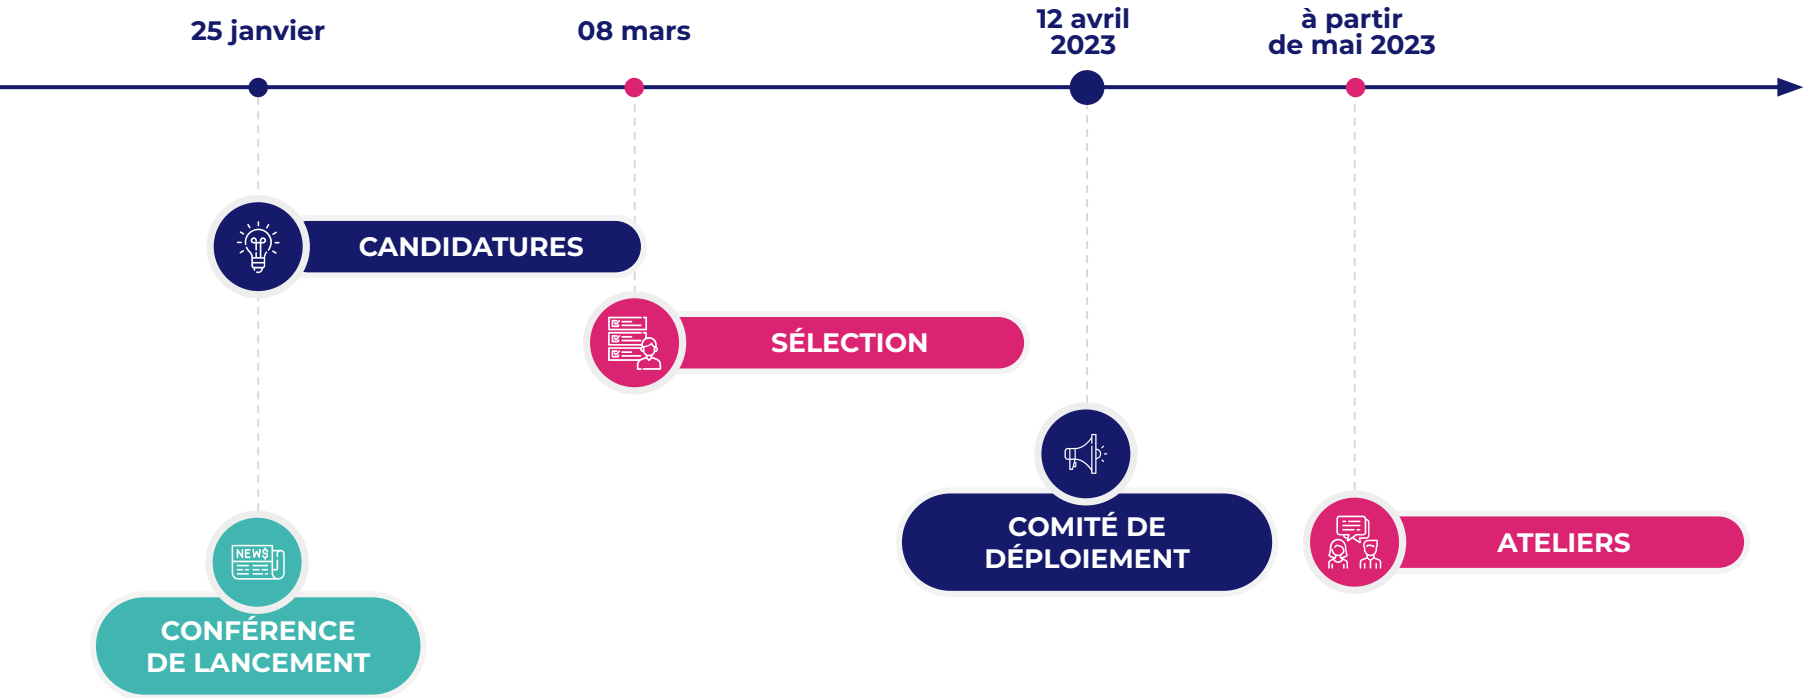 25 janvier
08 mars
12 avril
2023
à partir
de mai 2023
CANDIDATURES
SÉLECTION
COMITÉ DE
DÉPLOIEMENT
ATELIERS
NEW$
CONFÉRENCE
DE LANCEMENT